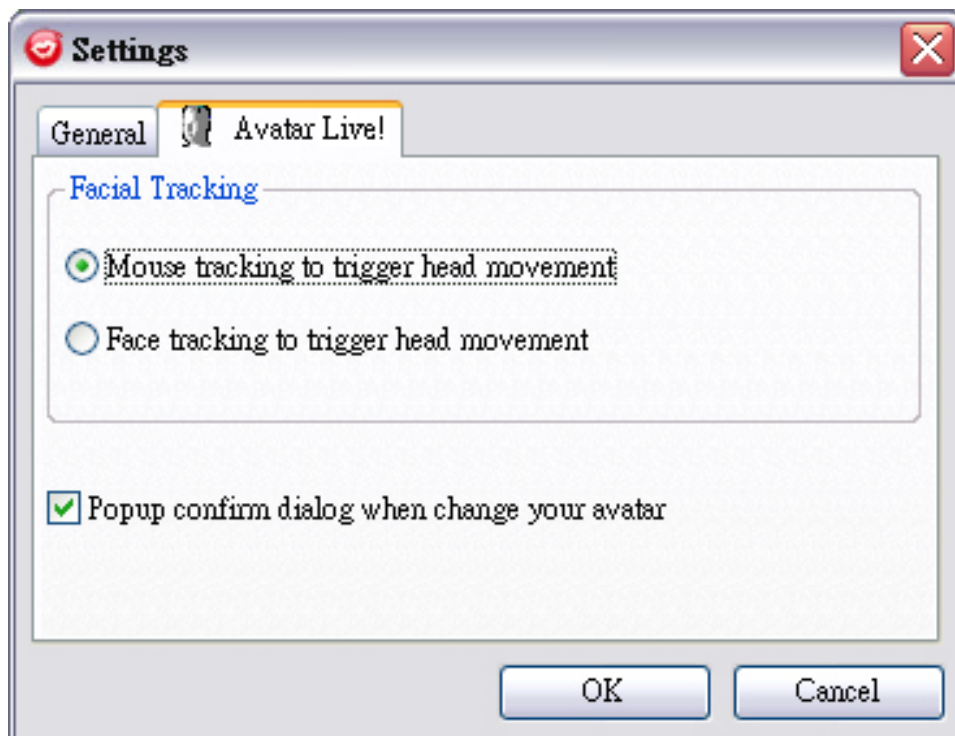 Settings
General
Avatar Live!
Facial Tracking
Mouse tracking to trigger head movement
Face tracking to trigger head movement
Popup confirm dialog when change your avatar
OK
Cancel